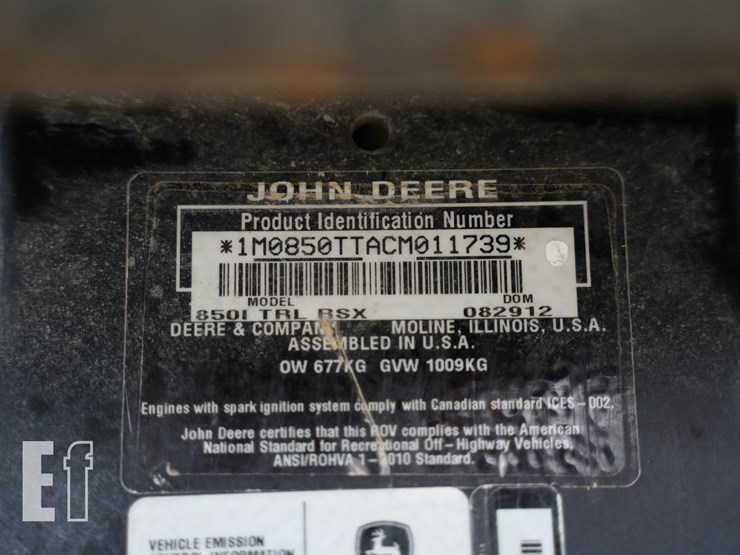 JOHN DEERE
Product Identification Number
*1M0850TTACM011739*
MODEL DOM
850I TRL RSX 082912
DEERE & COMPANY MOLINE, ILLINOIS, U.S.A.
ASSEMBLED IN U.S.A.
OW 677KG GVW 1009KG
Engines with spark ignition system comply with Canadian standard ICES-002.
John Deere certifies that this ROV complies with the American
National Standard for Recreational Off-Highway Vehicles,
ANSI/ROHVA 1-2010 Standard.
Ef
VEHICLE EMISSION
CONTROL INFORMATION